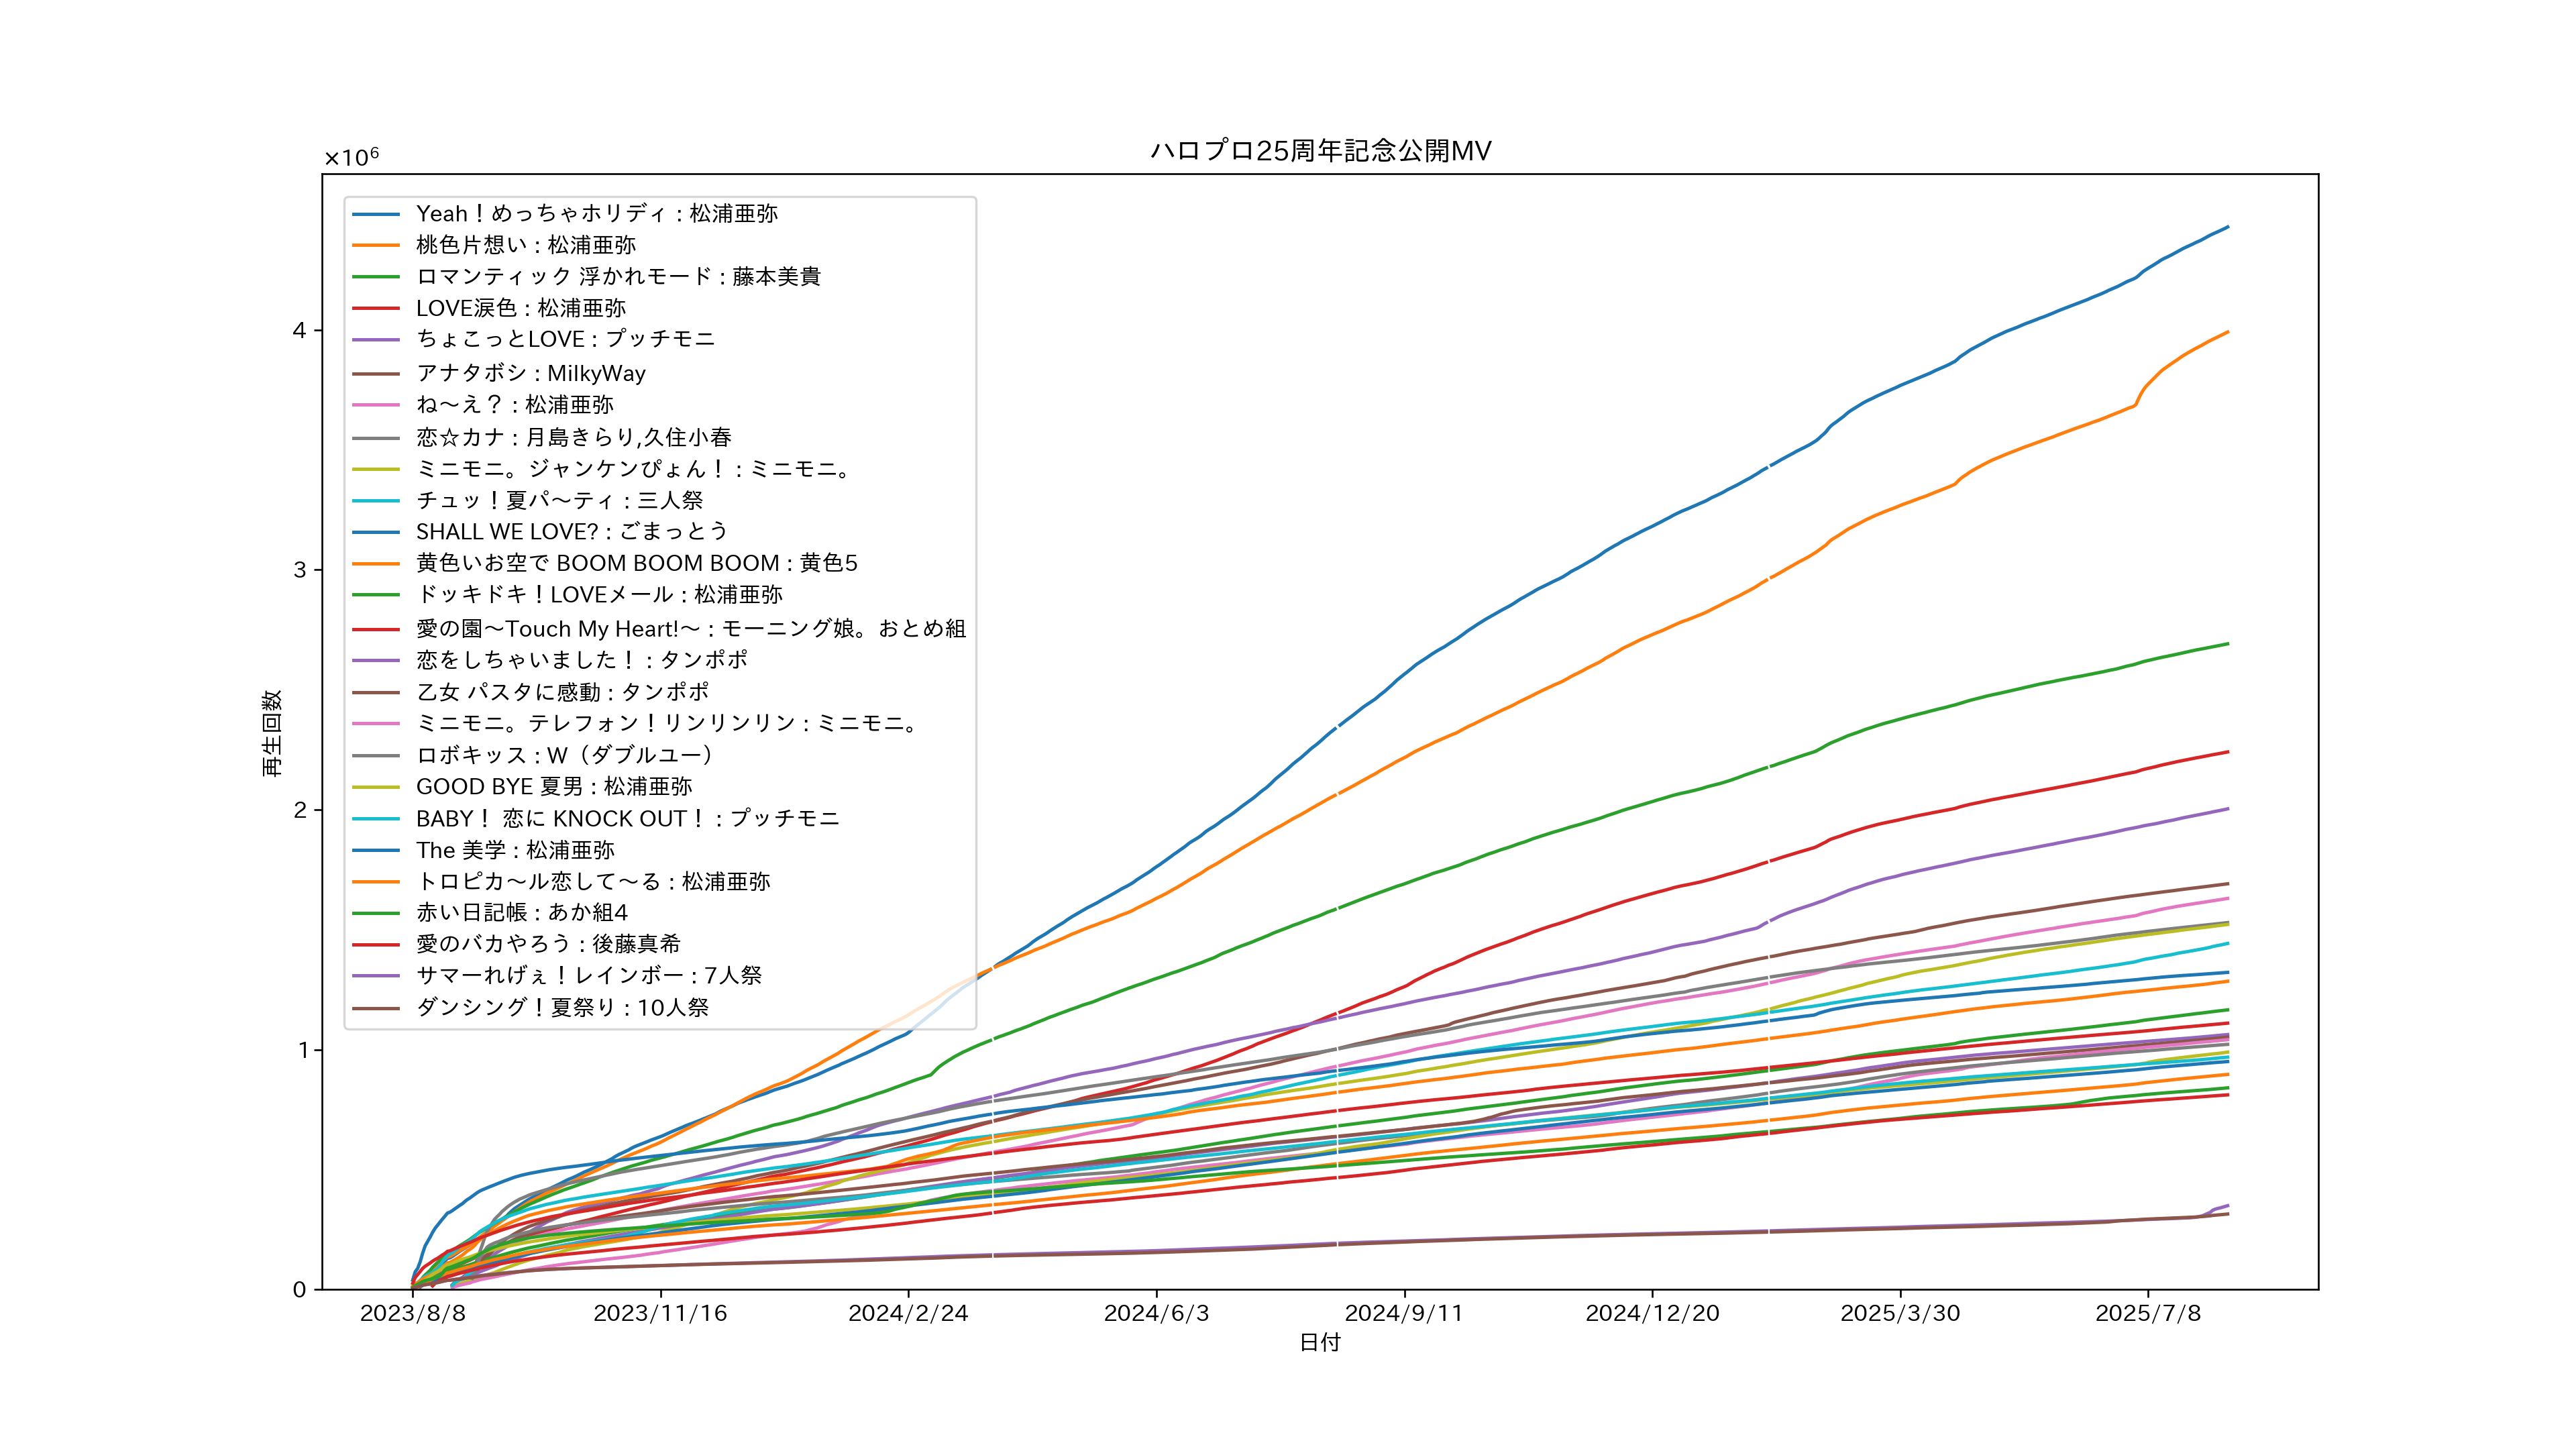 ハロプロ25周年記念公開MV
×10⁶
Yeah！めっちゃホリディ : 松浦亜弥
桃色片想い : 松浦亜弥
ロマンティック 浮かれモード : 藤本美貴
LOVE涙色 : 松浦亜弥
ちょこっとLOVE : プッチモニ
アナタボシ : MilkyWay
ね～え？ : 松浦亜弥
恋☆カナ : 月島きらり,久住小春
ミニモニ。ジャンケンぴょん！ : ミニモニ。
チュッ！夏パ～ティ : 三人祭
SHALL WE LOVE? : ごまっとう
黄色いお空で BOOM BOOM BOOM : 黄色5
ドッキドキ！LOVEメール : 松浦亜弥
愛の園～Touch My Heart!～ : モーニング娘。おとめ組
恋をしちゃいました！ : タンポポ
乙女 パスタに感動 : タンポポ
ミニモニ。テレフォン！リンリンリン : ミニモニ。
ロボキッス : W（ダブルユー）
GOOD BYE 夏男 : 松浦亜弥
BABY！ 恋に KNOCK OUT！ : プッチモニ
The 美学 : 松浦亜弥
トロピカ～ル恋して～る : 松浦亜弥
赤い日記帳 : あか組4
愛のバカやろう : 後藤真希
サマーれげぇ！レインボー : 7人祭
ダンシング！夏祭り : 10人祭
4
3
2
1
0
再生回数
2023/8/8 2023/11/16 2024/2/24 2024/6/3 2024/9/11 2024/12/20 2025/3/30 2025/7/8
日付